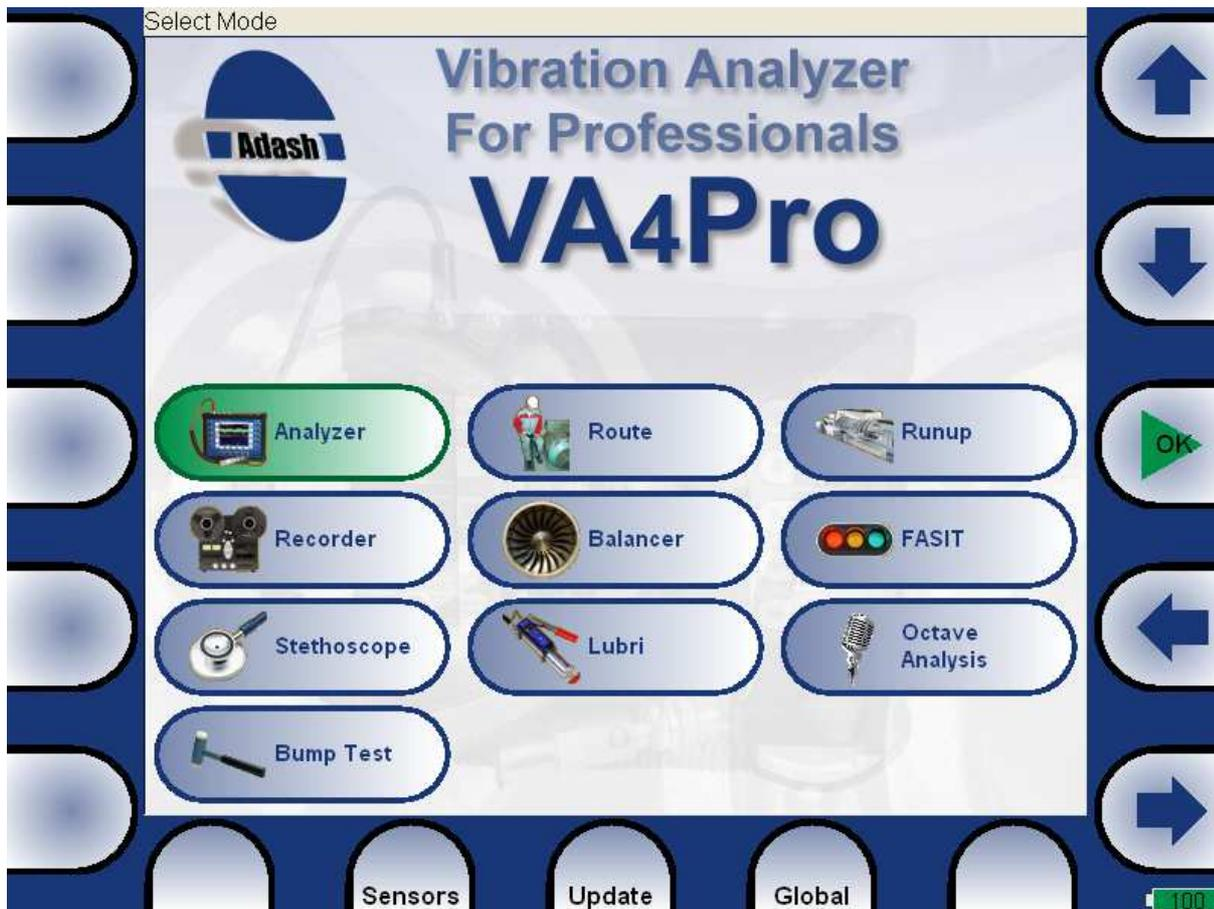 Select Mode
Adash
Vibration Analyzer
For Professionals
VA4Pro
Analyzer
Route
Runup
OK
Recorder
Balancer
FASIT
Stethoscope
Lubri
Octave
Analysis
Bump Test
Sensors
Update
Global
100